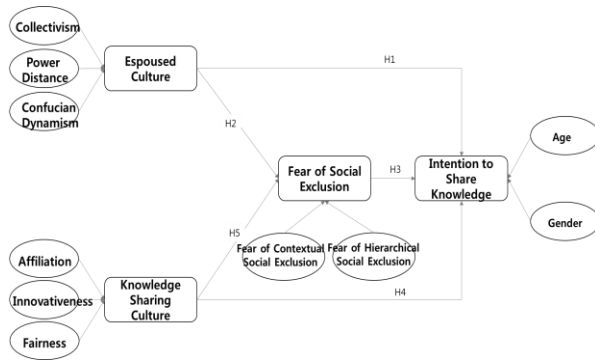 Collectivism
Power
Distance
Confucian
Dynamism
Espoused
Culture
H1
H2
Fear of Social
Exclusion
H3
Intention to
Share
Knowledge
Age
Gender
H5
Fear of Contextual
Social Exclusion
Fear of Hierarchical
Social Exclusion
H4
Affiliation
Innovativeness
Fairness
Knowledge
Sharing
Culture